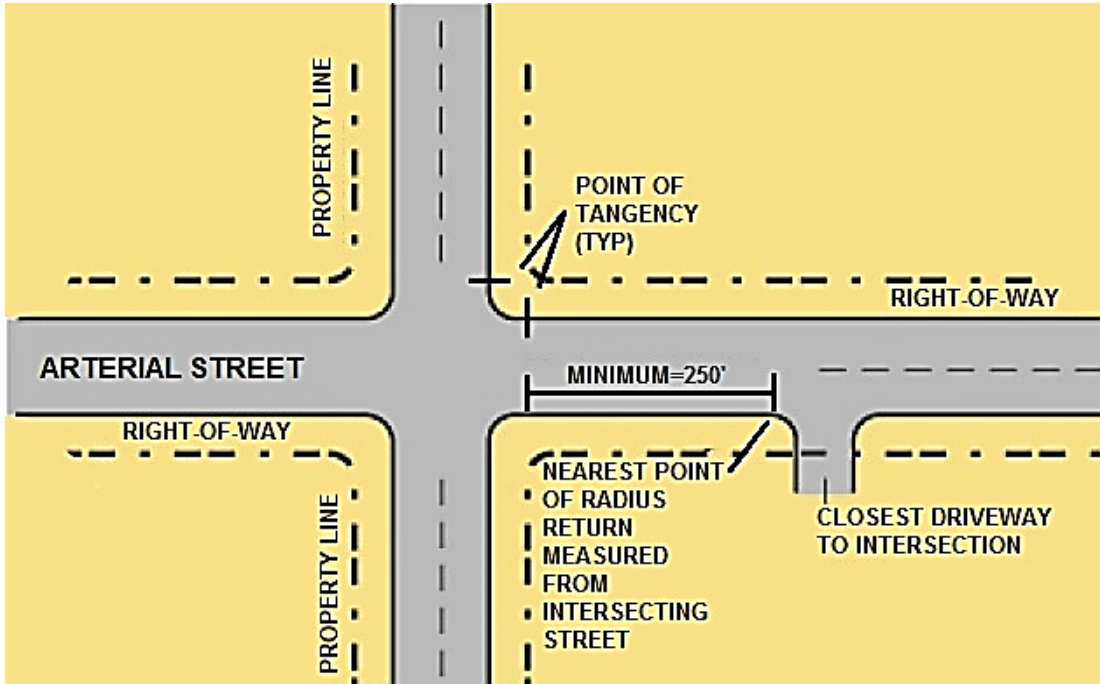 PROPERTY LINE
POINT OF
TANGENCY
(TYP)
RIGHT-OF-WAY
ARTERIAL STREET
MINIMUM=250'
RIGHT-OF-WAY
PROPERTY LINE
NEAREST POINT
OF RADIUS
RETURN
MEASURED
FROM
INTERSECTING
STREET
CLOSEST DRIVEWAY
TO INTERSECTION